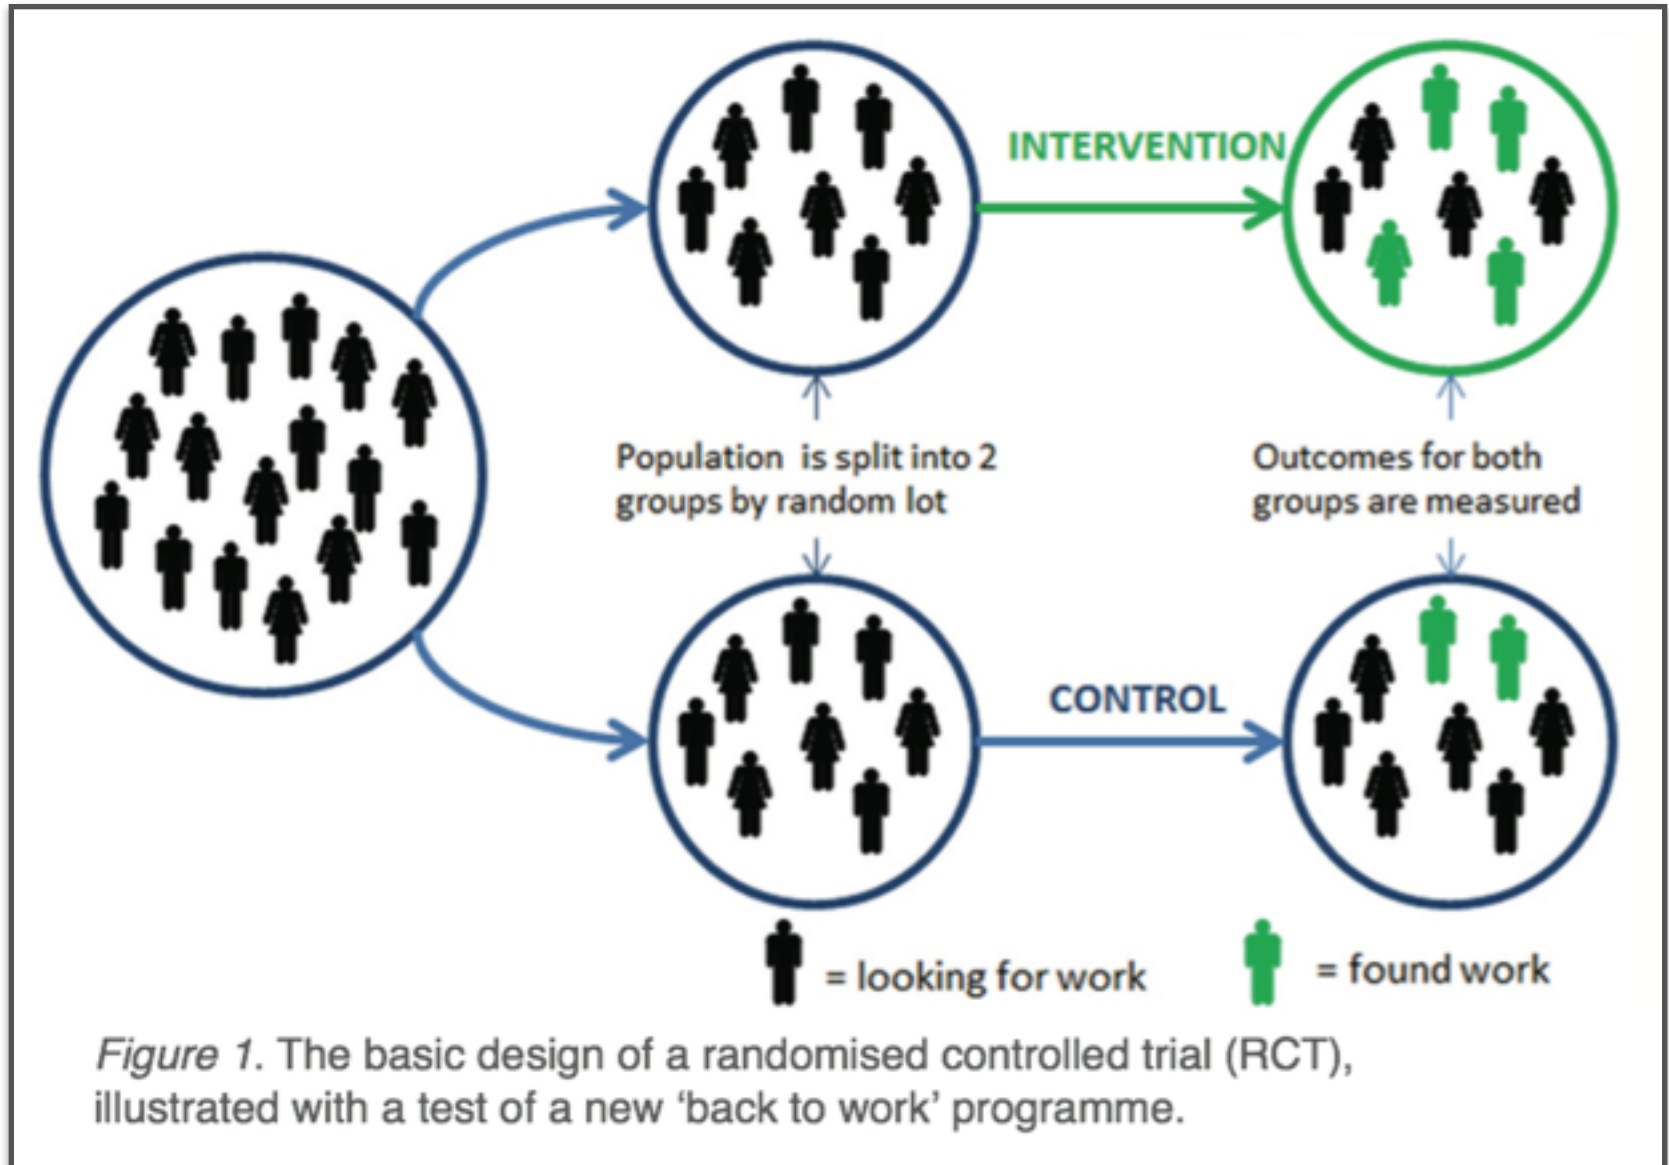 INTERVENTION
Population is split into 2
groups by random lot
Outcomes for both
groups are measured
CONTROL
= looking for work
= found work
Figure 1. The basic design of a randomised controlled trial (RCT),
illustrated with a test of a new ‘back to work’ programme.